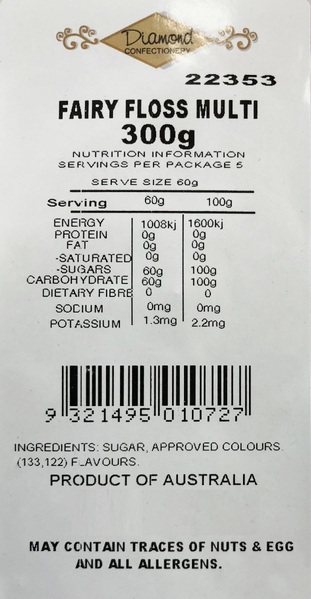 Diamond
CONFECTIONERY
22353
FAIRY FLOSS MULTI
300g
NUTRITION INFORMATION
SERVINGS PER PACKAGE 5
SERVE SIZE 60g
Serving 60g 100g
ENERGY 1008kj 1600kj
PROTEIN 0g 0g
FAT 0g 0g
-SATURATED 0g 0g
-SUGARS 60g 100g
CARBOHYDRATE 60g 100g
DIETARY FIBRE 0 0
SODIUM 0mg 0mg
POTASSIUM 1.3mg 2.2mg
9 321495 010727
INGREDIENTS: SUGAR, APPROVED COLOURS
(133,122) FLAVOURS.
PRODUCT OF AUSTRALIA
MAY CONTAIN TRACES OF NUTS & EGG
AND ALL ALLERGENS.